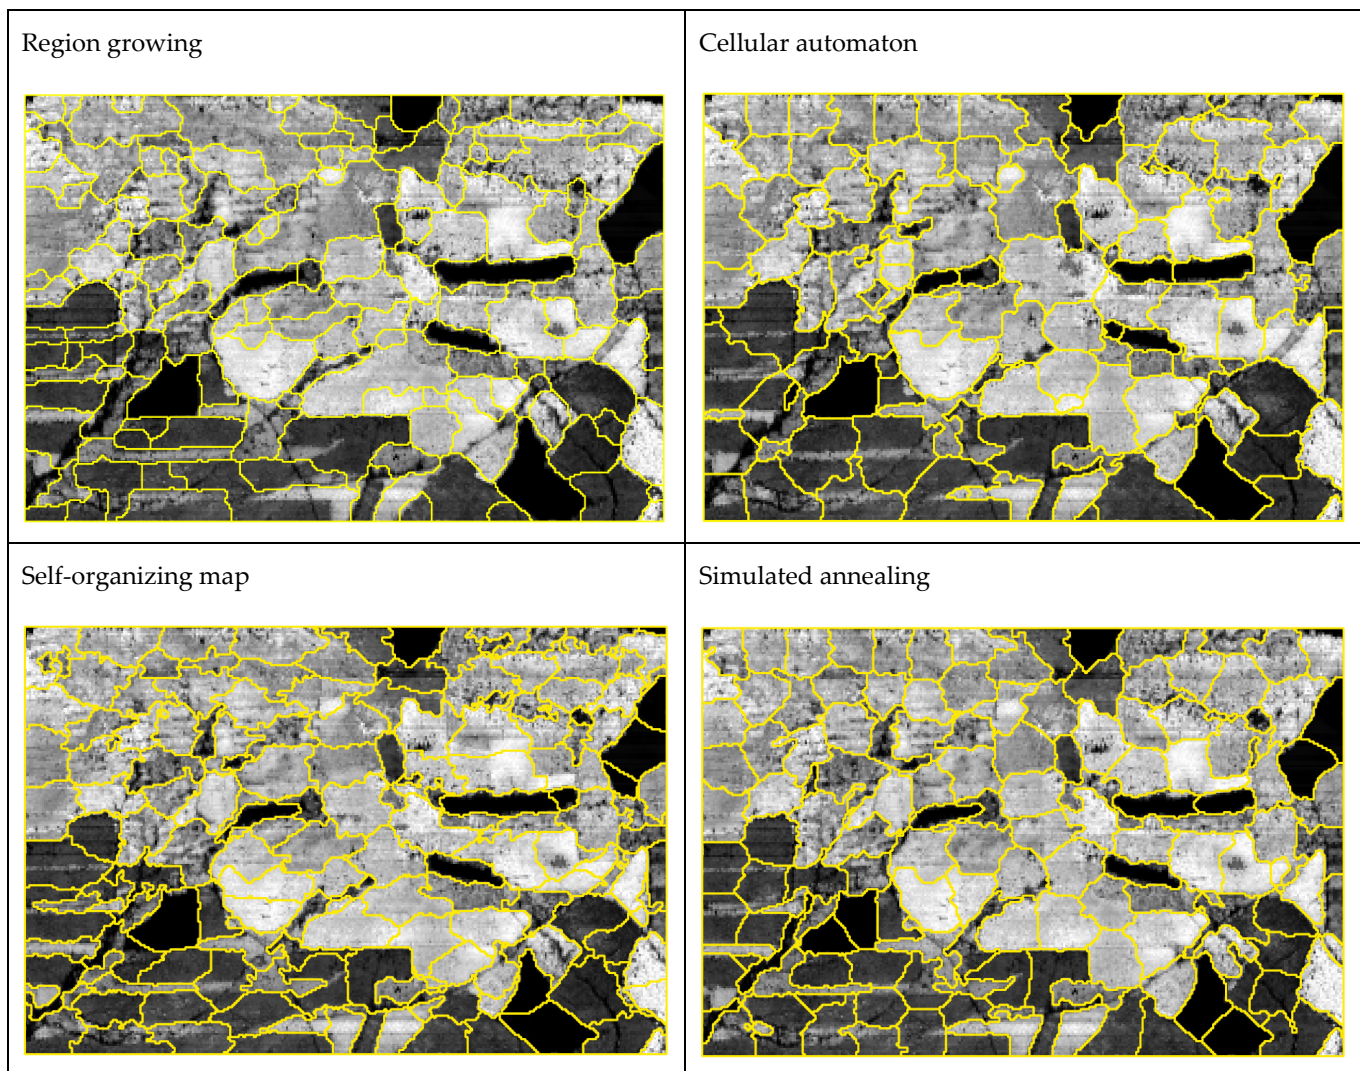 Region growing
Cellular automaton
Self-organizing map
Simulated annealing